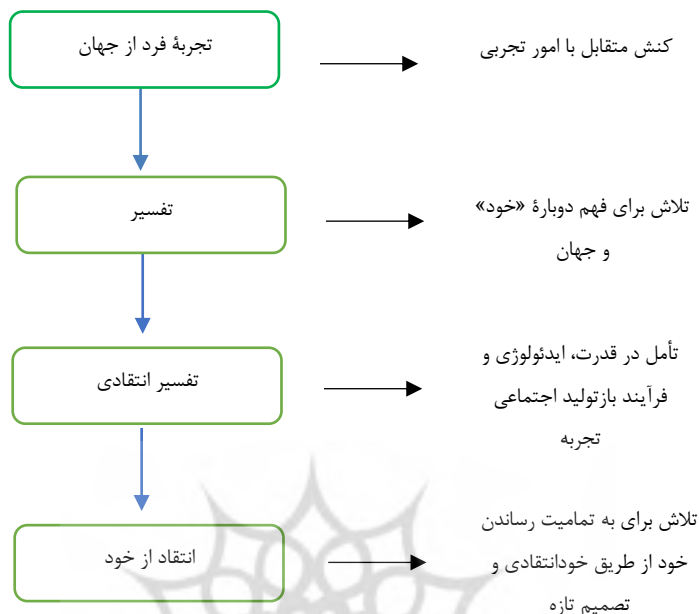 تجربهٔ فرد از جهان
کنش متقابل با امور تجربی
تفسیر
تلاش برای فهم دوبارهٔ «خود»
و جهان
تفسیر انتقادی
تأمل در قدرت، ایدئولوژی و
فرآیند بازتولید اجتماعی
تجربه
انتقاد از خود
تلاش برای به تمامیت رساندن
خود از طریق خودانتقادی و
تصمیم تازه